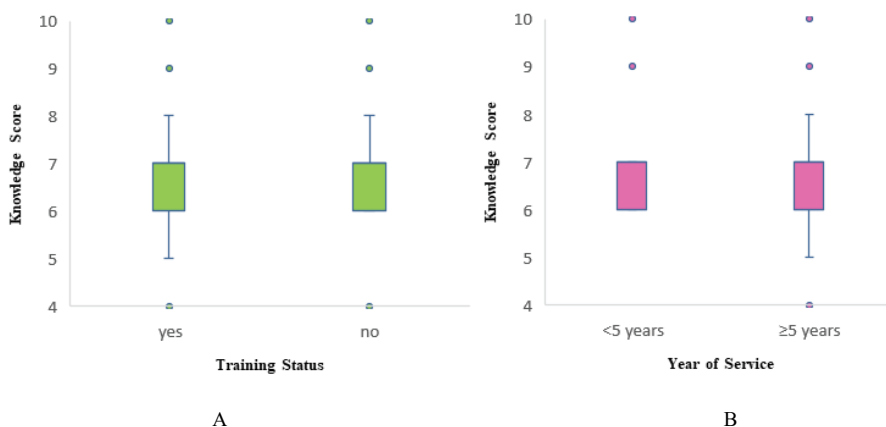 10
9
8
7
6
5
4
Knowledge Score
yes
no
Training Status
A
10
9
8
7
6
5
4
Knowledge Score
<5 years
≥5 years
Year of Service
B